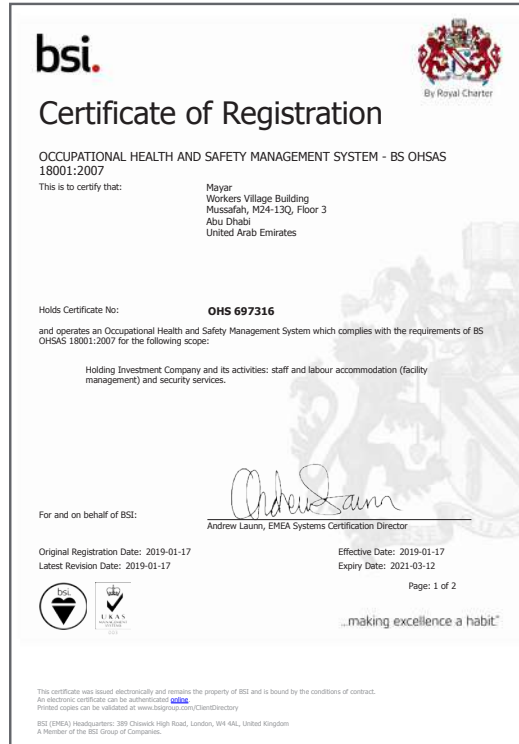 bsi.
By Royal Charter
Certificate of Registration
OCCUPATIONAL HEALTH AND SAFETY MANAGEMENT SYSTEM - BS OHSAS
18001:2007
This is to certify that:
Mayar
Workers Village Building
Mussafah, M24-13Q, Floor 3
Abu Dhabi
United Arab Emirates
Holds Certificate No:
OHS 697316
and operates an Occupational Health and Safety Management System which complies with the requirements of BS
OHSAS 18001:2007 for the following scope:
Holding Investment Company and its activities: staff and labour accommodation (facility
management) and security services.
For and on behalf of BSI:
Andrew Launn, EMEA Systems Certification Director
Original Registration Date: 2019-01-17
Effective Date: 2019-01-17
Latest Revision Date: 2019-01-17
Expiry Date: 2021-03-12
Page: 1 of 2
bsi.
UKAS
MANAGEMENT
SYSTEMS
...making excellence a habit.™
This certificate was issued electronically and remains the property of BSI and is bound by the conditions of contract.
An electronic certificate can be authenticated online.
Printed copies can be validated at www.bsigroup.com/ClientDirectory
BSI (EMEA) Headquarters: 389 Chiswick High Road, London, W4 4AL, United Kingdom
A Member of the BSI Group of Companies.